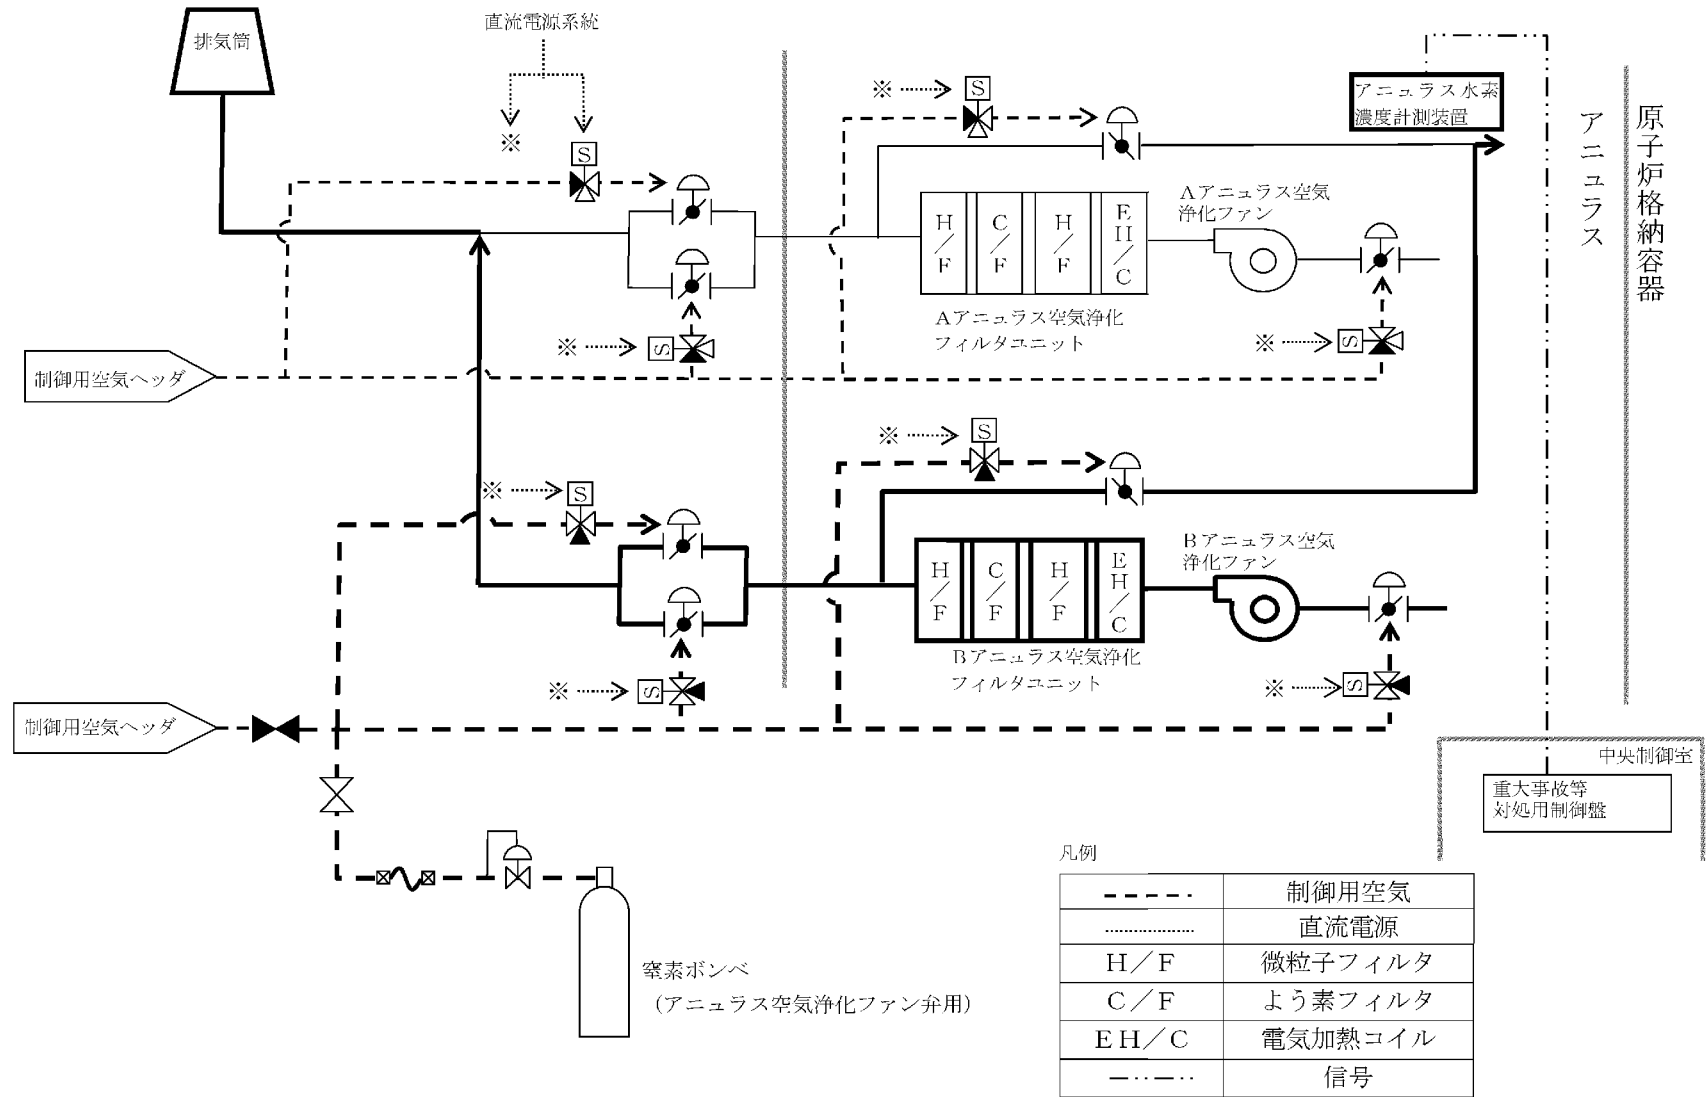 排気筒
直流電源系統
※
S
※
S
アニュラス水素
濃度計測装置
原子炉格納容器
アニュラス
Aアニュラス空気
浄化ファン
H/F
C/F
H/F
EH/C
Aアニュラス空気浄化
フィルタユニット
※
S
※
S
制御用空気ヘッダ
※
S
※
S
Bアニュラス空気
浄化ファン
H/F
C/F
H/F
EH/C
Bアニュラス空気浄化
フィルタユニット
※
S
※
S
制御用空気ヘッダ
中央制御室
重大事故等
対処用制御盤
窒素ボンベ
(アニュラス空気浄化ファン弁用)
凡例
制御用空気
直流電源
H/F 微粒子フィルタ
C/F よう素フィルタ
EH/C 電気加熱コイル
信号